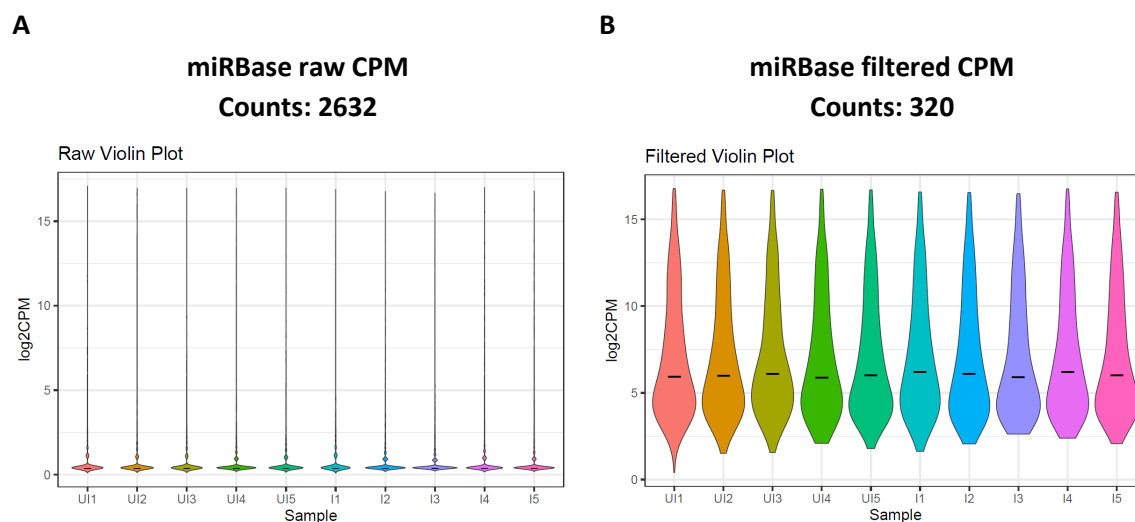 A
miRBase raw CPM
Counts: 2632
Raw Violin Plot
15
10
5
0
log2CPM
UI1 UI2 UI3 UI4 UI5 I1 I2 I3 I4 I5
Sample
B
miRBase filtered CPM
Counts: 320
Filtered Violin Plot
15
10
5
0
log2CPM
UI1 UI2 UI3 UI4 UI5 I1 I2 I3 I4 I5
Sample